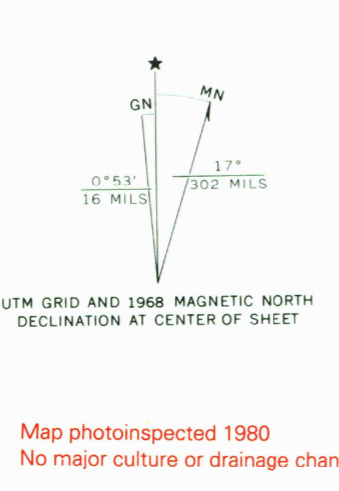 ★
GN MN
0°53' 17°
16 MILS 302 MILS
UTM GRID AND 1968 MAGNETIC NORTH
DECLINATION AT CENTER OF SHEET
Map photoinspected 1980
No major culture or drainage chan